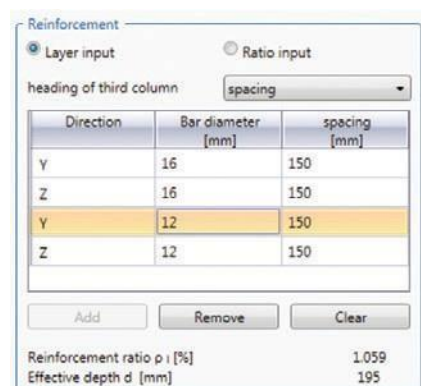 Reinforcement
Layer input Ratio input
heading of third column spacing
Direction Bar diameter [mm] spacing [mm]
Y 16 150
Z 16 150
Y 12 150
Z 12 150
Add Remove Clear
Reinforcement ratio ρ l [%] 1.059
Effective depth d [mm] 195